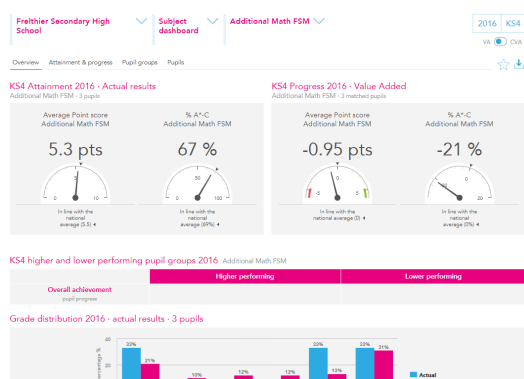 Frelthier Secondary High School
Subject dashboard
Additional Math FSM
2016 KS4
VA CVA
Overview Attainment & progress Pupil groups Pupils
KS4 Attainment 2016 · Actual results
Additional Math FSM · 3 pupils
KS4 Progress 2016 · Value Added
Additional Math FSM · 3 matched pupils
Average Point score
Additional Math FSM
5.3 pts
0 5 10
In line with the
national
average (5.5)
% A*-C
Additional Math FSM
67 %
0 50 100
In line with the
national
average (69%)
Average Point score
Additional Math FSM
-0.95 pts
-5 0 5
In line with the
national average (0)
% A*-C
Additional Math FSM
-21 %
0 20
In line with the
national
average (0%)
KS4 higher and lower performing pupil groups 2016 Additional Math FSM
Higher performing Lower performing
Overall achievement
pupil progress
Grade distribution 2016 · actual results · 3 pupils
40
33% 33% 33% 31%
21%
20
10% 12% 12% 13%
Actual